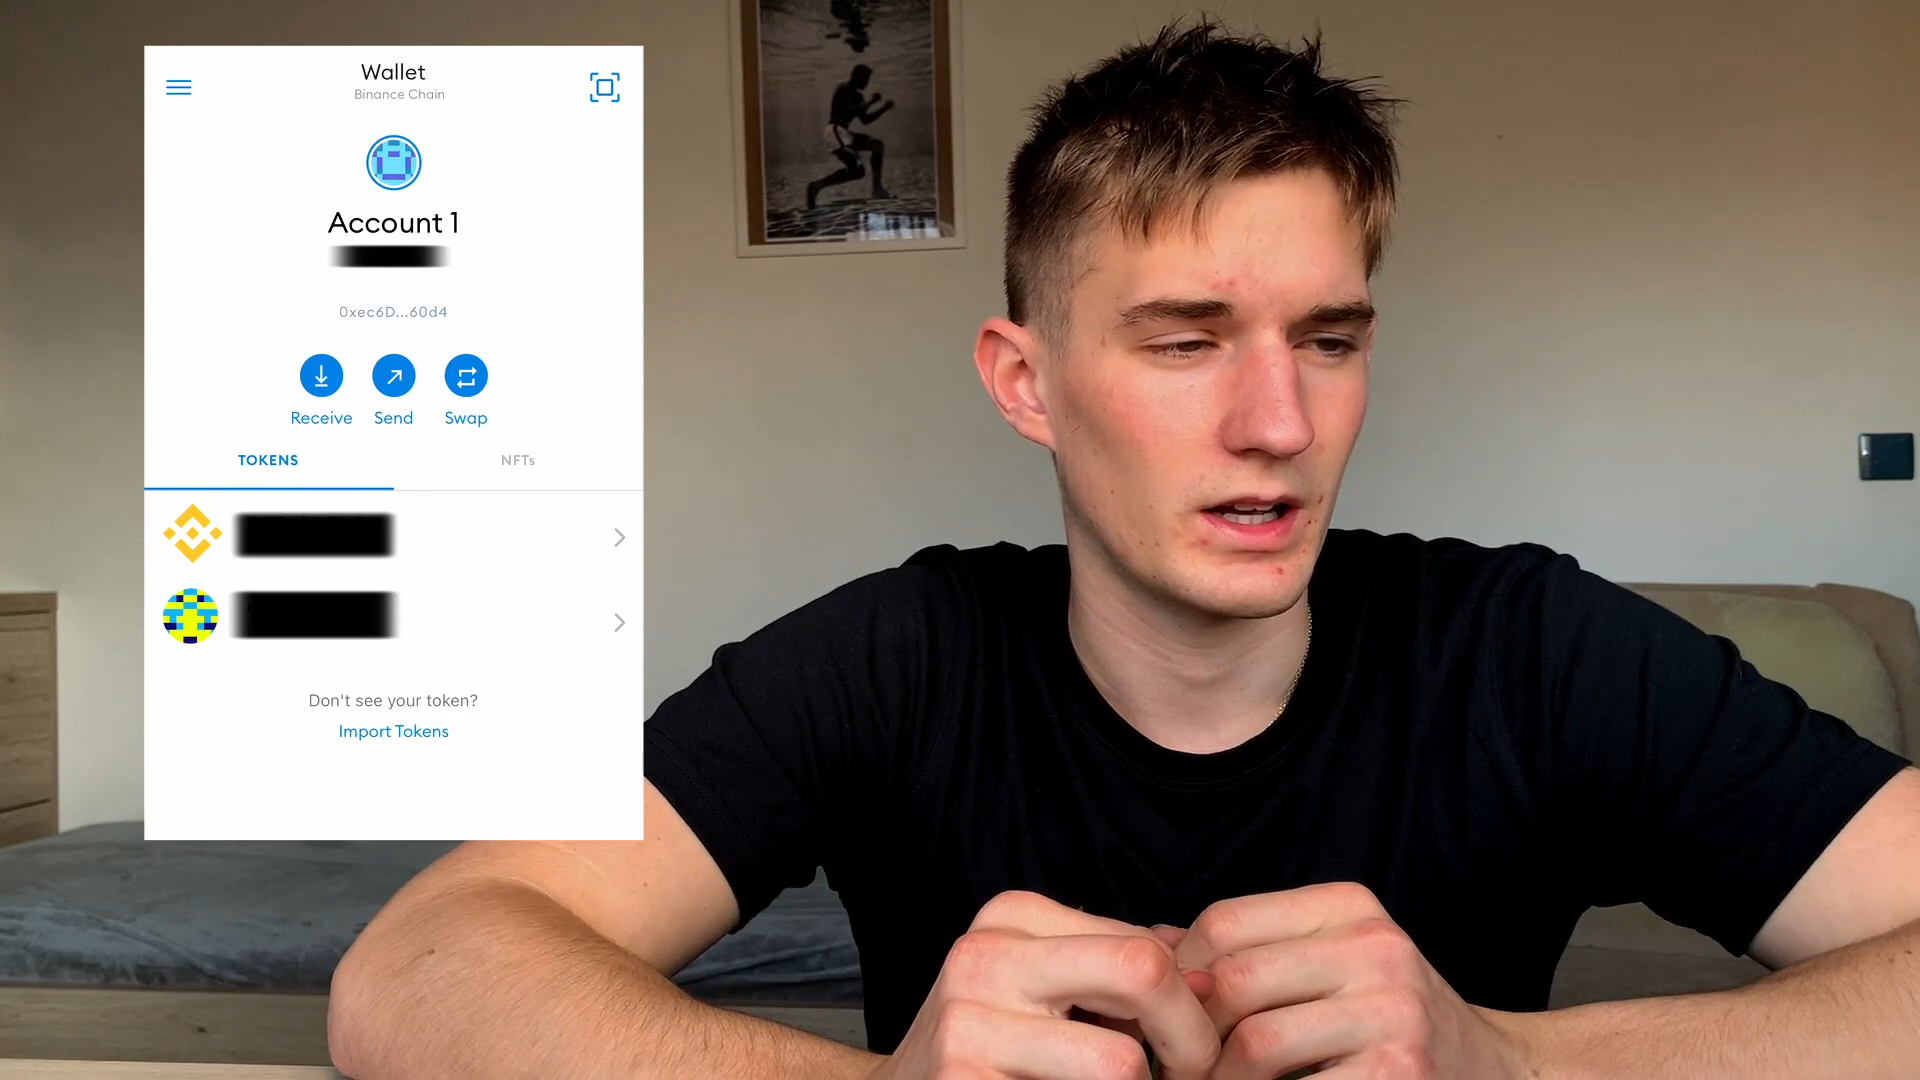 Wallet
Binance Chain
Account 1
0xec6D...60d4
Receive Send Swap
TOKENS NFTs
Don't see your token?
Import Tokens